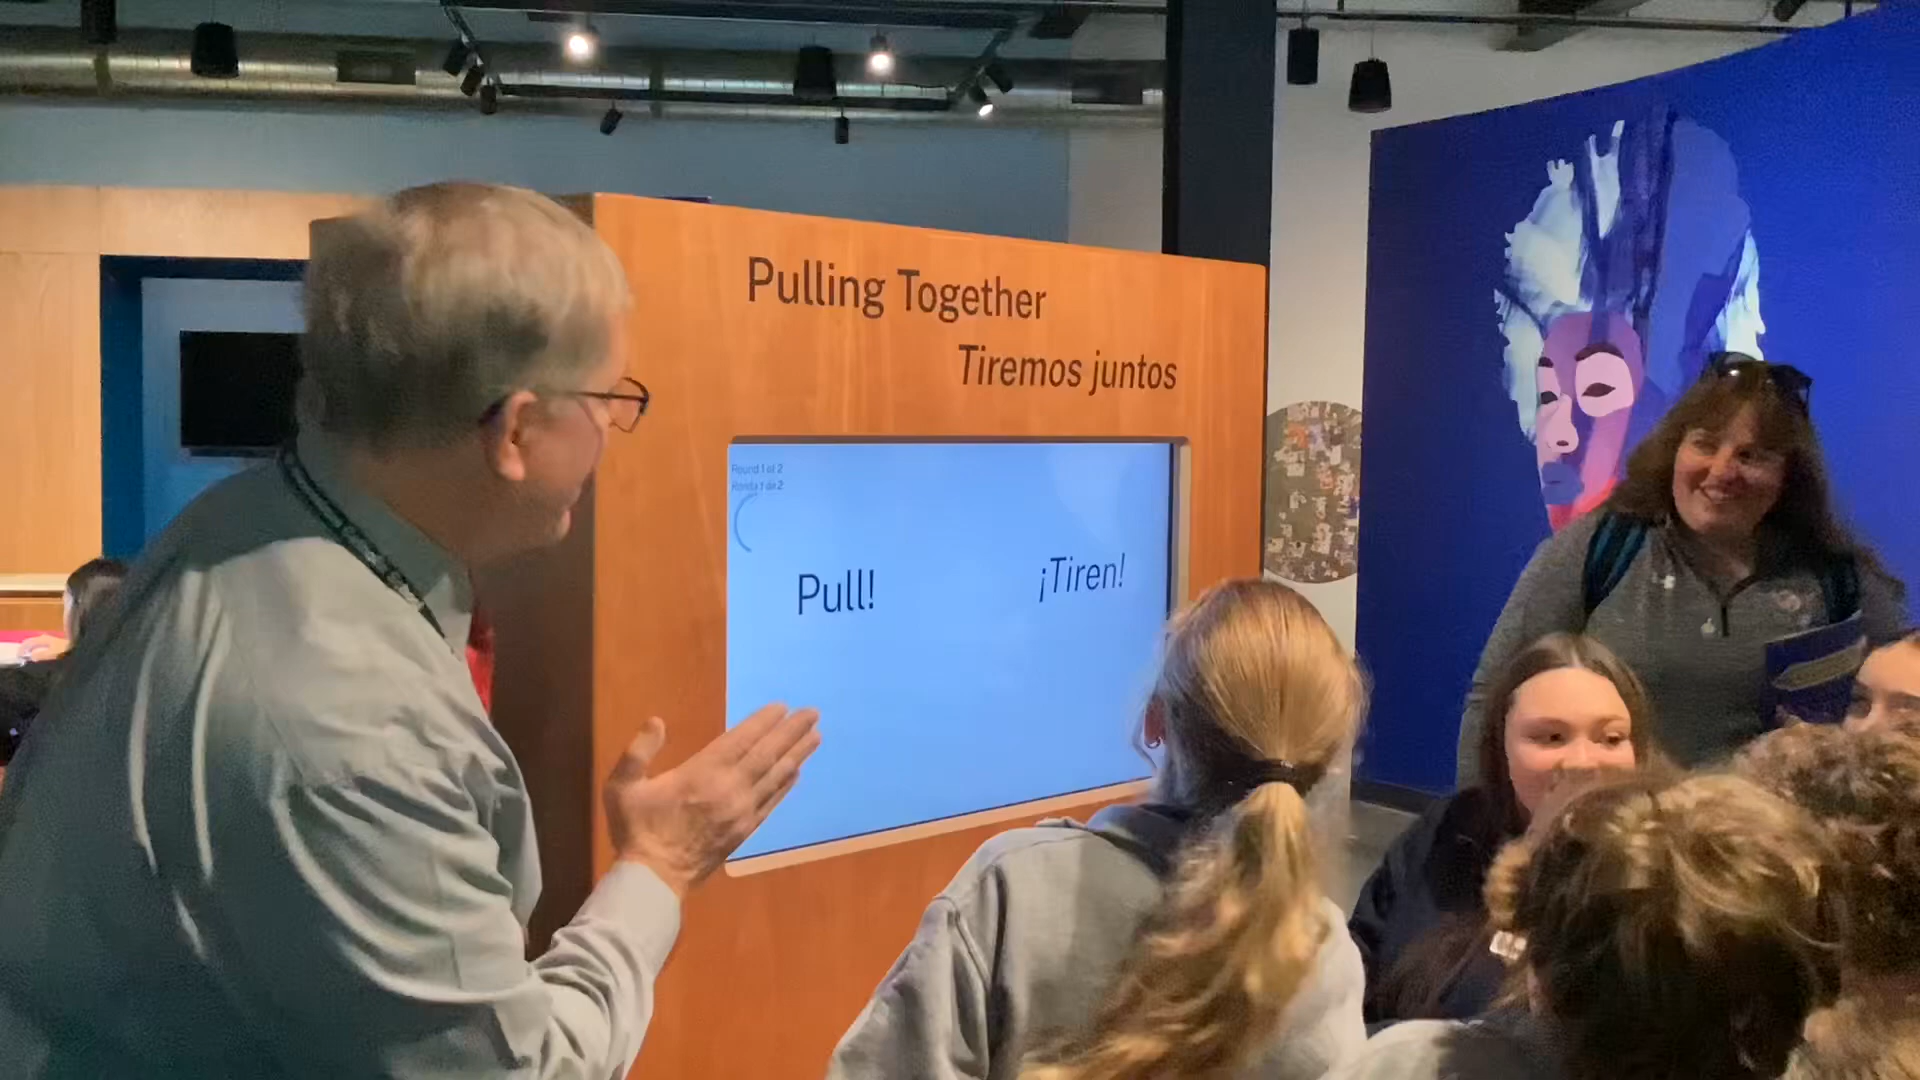 Pulling Together
Tiremos juntos
Round 1 of 2
Ronda 1 de 2
Pull!
¡Tiren!